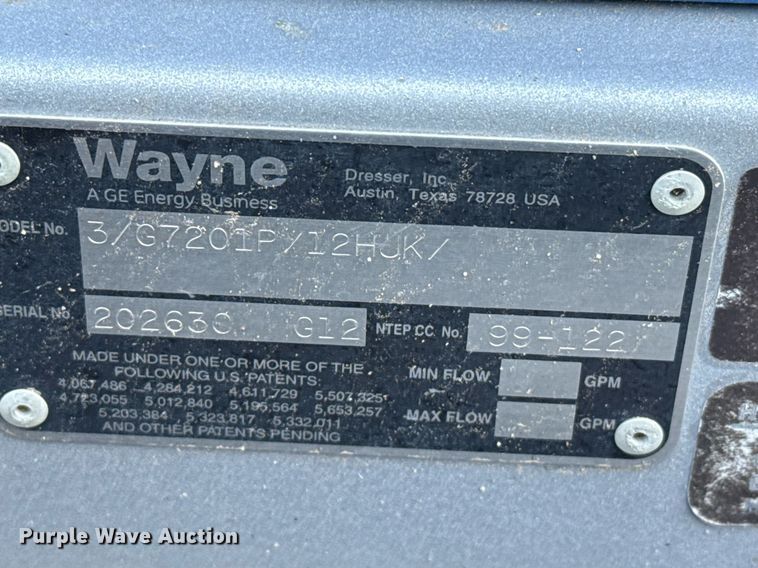 Wayne
A GE Energy Business
Dresser, Inc.
Austin, Texas 78728 USA
MODEL No. 3/G7201P/12HJK/
SERIAL No. 202630 G12 NTEP CC No. 99-122
MADE UNDER ONE OR MORE OF THE
FOLLOWING U.S. PATENTS:
4,067,486 4,284,212 4,611,729 5,507,325
4,723,055 5,012,840 5,195,564 5,653,257
5,203,384 5,323,817 5,332,011
AND OTHER PATENTS PENDING
MIN FLOW GPM
MAX FLOW GPM
Purple Wave Auction